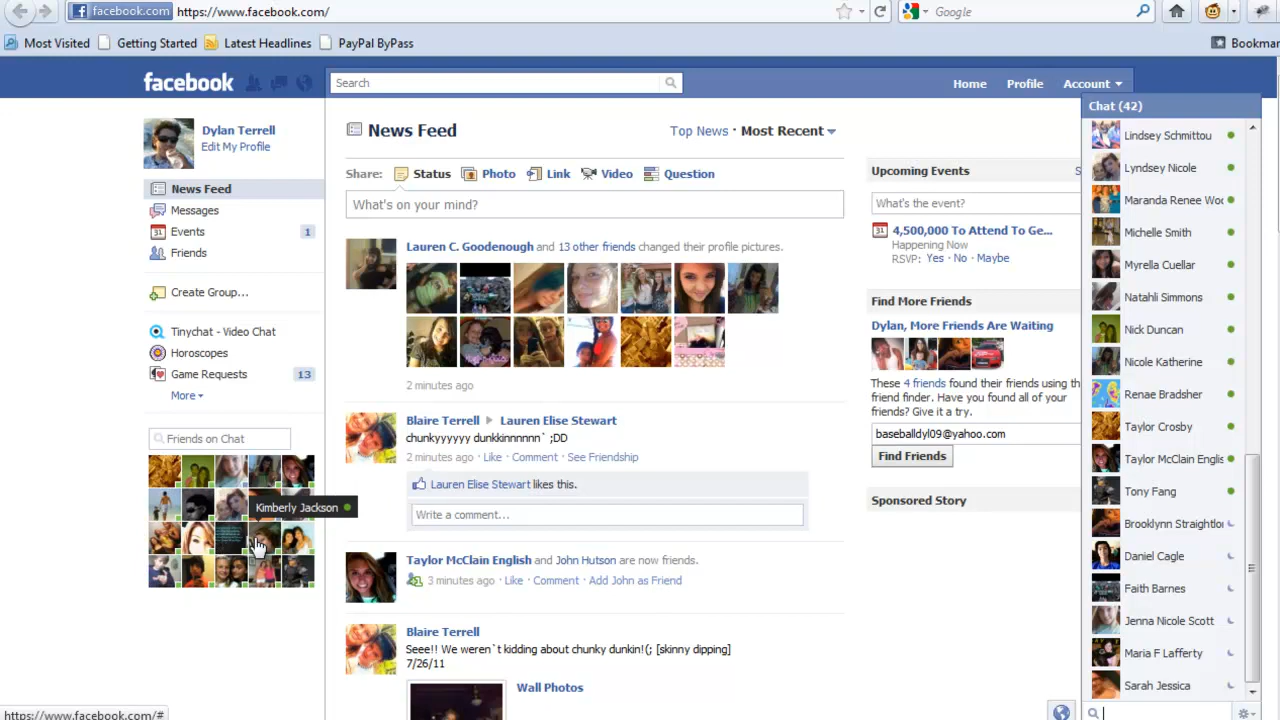 facebook.com https://www.facebook.com/
Google
Most Visited Getting Started Latest Headlines PayPal ByPass
Bookmar
facebook
Search
Home Profile Account
Dylan Terrell
Edit My Profile
News Feed
Messages
Events 1
Friends
Create Group...
Tinychat - Video Chat
Horoscopes
Game Requests 13
More
Friends on Chat
Kimberly Jackson
https://www.facebook.com/#
News Feed
Top News · Most Recent
Share: Status Photo Link Video Question
What's on your mind?
Lauren C. Goodenough and 13 other friends changed their profile pictures.
2 minutes ago
Blaire Terrell Lauren Elise Stewart
chunkyyyyyy dunkkinnnnnn` ;DD
2 minutes ago · Like · Comment · See Friendship
Lauren Elise Stewart likes this.
Write a comment...
Taylor McClain English and John Hutson are now friends.
3 minutes ago · Like · Comment · Add John as Friend
Blaire Terrell
Seee!! We weren`t kidding about chunky dunkin!(; [skinny dipping]
7/26/11
Wall Photos
Upcoming Events S
What's the event?
31 4,500,000 To Attend To Ge...
Happening Now
RSVP: Yes · No · Maybe
Find More Friends
Dylan, More Friends Are Waiting
These 4 friends found their friends using th
friend finder. Have you found all of your
friends? Give it a try.
baseballdyl09@yahoo.com
Find Friends
Sponsored Story
Chat (42)
Lindsey Schmittou
Lyndsey Nicole
Maranda Renee Woo
Michelle Smith
Myrella Cuellar
Natahli Simmons
Nick Duncan
Nicole Katherine
Renae Bradsher
Taylor Crosby
Taylor McClain Englis
Tony Fang
Brooklynn Straightlor
Daniel Cagle
Faith Barnes
Jenna Nicole Scott
Maria F Lafferty
Sarah Jessica